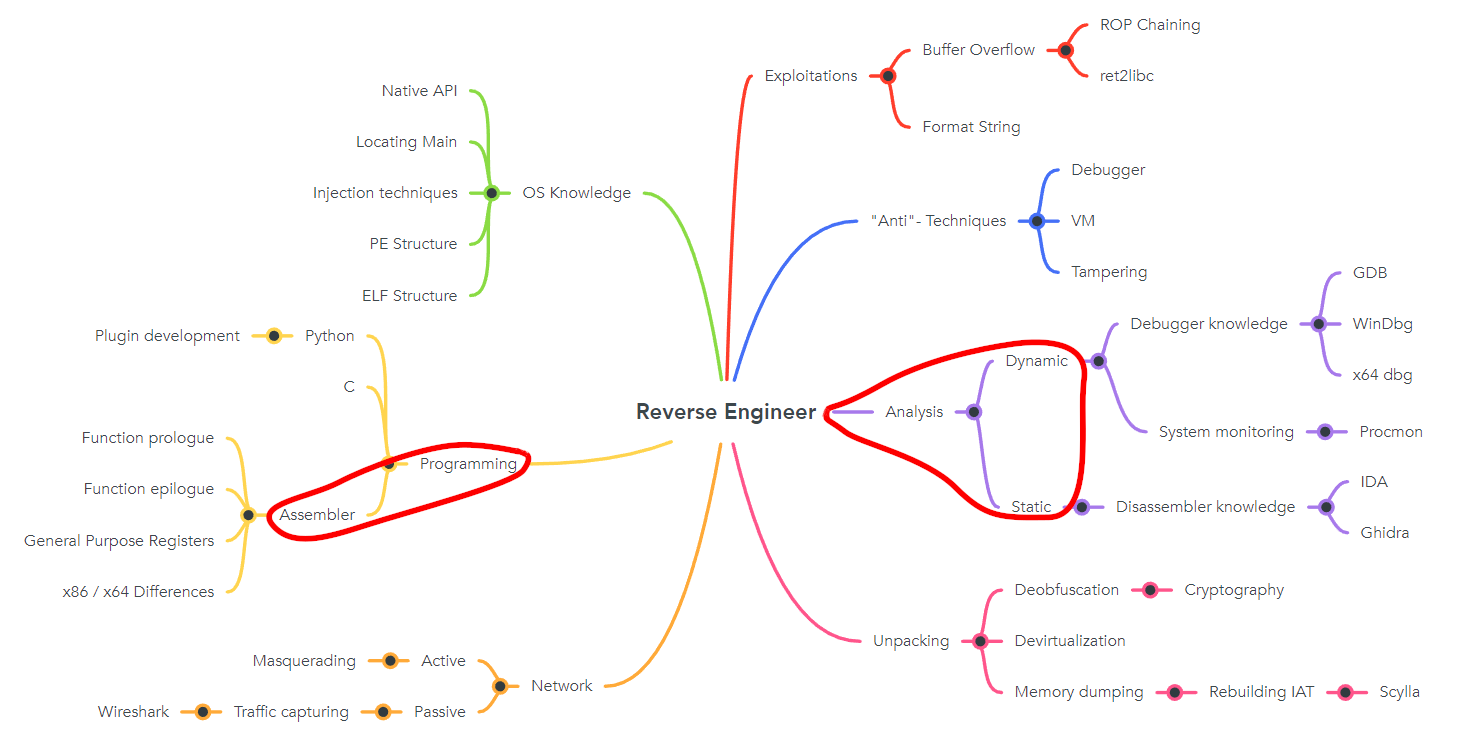 ROP Chaining
Buffer Overflow
Exploitations
ret2libc
Format String
Native API
Locating Main
Injection techniques
OS Knowledge
PE Structure
ELF Structure
Debugger
"Anti"- Techniques
VM
Tampering
GDB
Debugger knowledge
WinDbg
x64 dbg
Dynamic
Reverse Engineer
Analysis
System monitoring
Procmon
IDA
Static
Disassembler knowledge
Ghidra
Plugin development
Python
C
Function prologue
Programming
Function epilogue
Assembler
General Purpose Registers
x86 / x64 Differences
Deobfuscation
Cryptography
Unpacking
Devirtualization
Memory dumping
Rebuilding IAT
Scylla
Masquerading
Active
Network
Wireshark
Traffic capturing
Passive